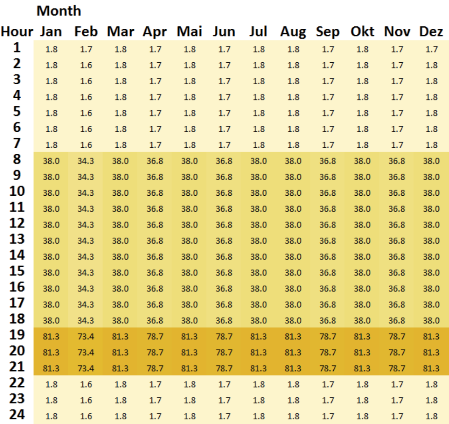 Month
Hour Jan Feb Mar Apr Mai Jun Jul Aug Sep Okt Nov Dez
1 1.8 1.7 1.8 1.7 1.8 1.7 1.8 1.8 1.7 1.8 1.7 1.7
2 1.8 1.6 1.8 1.7 1.8 1.7 1.8 1.8 1.7 1.8 1.7 1.8
3 1.8 1.6 1.8 1.7 1.8 1.7 1.8 1.8 1.7 1.8 1.7 1.8
4 1.8 1.6 1.8 1.7 1.8 1.7 1.8 1.8 1.7 1.8 1.7 1.8
5 1.8 1.6 1.8 1.7 1.8 1.7 1.8 1.8 1.7 1.8 1.7 1.8
6 1.8 1.6 1.8 1.7 1.8 1.7 1.8 1.8 1.7 1.8 1.7 1.8
7 1.8 1.6 1.8 1.7 1.8 1.7 1.8 1.8 1.7 1.8 1.7 1.8
8 38.0 34.3 38.0 36.8 38.0 36.8 38.0 38.0 36.8 38.0 36.8 38.0
9 38.0 34.3 38.0 36.8 38.0 36.8 38.0 38.0 36.8 38.0 36.8 38.0
10 38.0 34.3 38.0 36.8 38.0 36.8 38.0 38.0 36.8 38.0 36.8 38.0
11 38.0 34.3 38.0 36.8 38.0 36.8 38.0 38.0 36.8 38.0 36.8 38.0
12 38.0 34.3 38.0 36.8 38.0 36.8 38.0 38.0 36.8 38.0 36.8 38.0
13 38.0 34.3 38.0 36.8 38.0 36.8 38.0 38.0 36.8 38.0 36.8 38.0
14 38.0 34.3 38.0 36.8 38.0 36.8 38.0 38.0 36.8 38.0 36.8 38.0
15 38.0 34.3 38.0 36.8 38.0 36.8 38.0 38.0 36.8 38.0 36.8 38.0
16 38.0 34.3 38.0 36.8 38.0 36.8 38.0 38.0 36.8 38.0 36.8 38.0
17 38.0 34.3 38.0 36.8 38.0 36.8 38.0 38.0 36.8 38.0 36.8 38.0
18 38.0 34.3 38.0 36.8 38.0 36.8 38.0 38.0 36.8 38.0 36.8 38.0
19 81.3 73.4 81.3 78.7 81.3 78.7 81.3 81.3 78.7 81.3 78.7 81.3
20 81.3 73.4 81.3 78.7 81.3 78.7 81.3 81.3 78.7 81.3 78.7 81.3
21 81.3 73.4 81.3 78.7 81.3 78.7 81.3 81.3 78.7 81.3 78.7 81.3
22 1.8 1.6 1.8 1.7 1.8 1.7 1.8 1.8 1.7 1.8 1.7 1.8
23 1.8 1.6 1.8 1.7 1.8 1.7 1.8 1.8 1.7 1.8 1.7 1.8
24 1.8 1.6 1.8 1.7 1.8 1.7 1.8 1.8 1.7 1.8 1.7 1.8